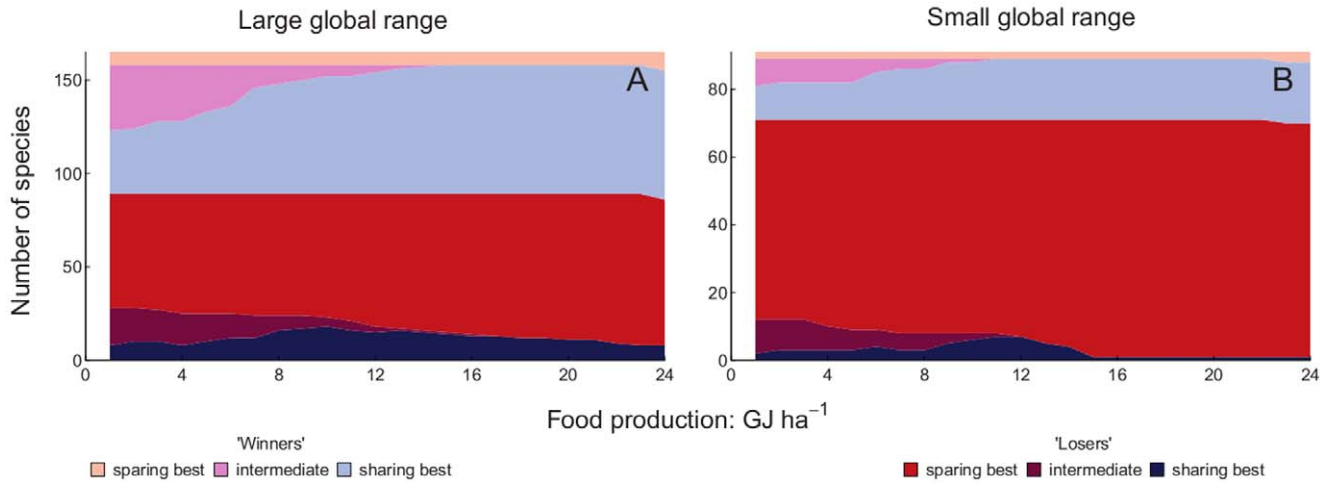 Large global range
Small global range
Number of species
A
150
100
50
0
0 4 8 12 16 20 24
B
80
60
40
20
0
0 4 8 12 16 20 24
Food production: GJ ha⁻¹
'Winners'
sparing best intermediate sharing best
'Losers'
sparing best intermediate sharing best